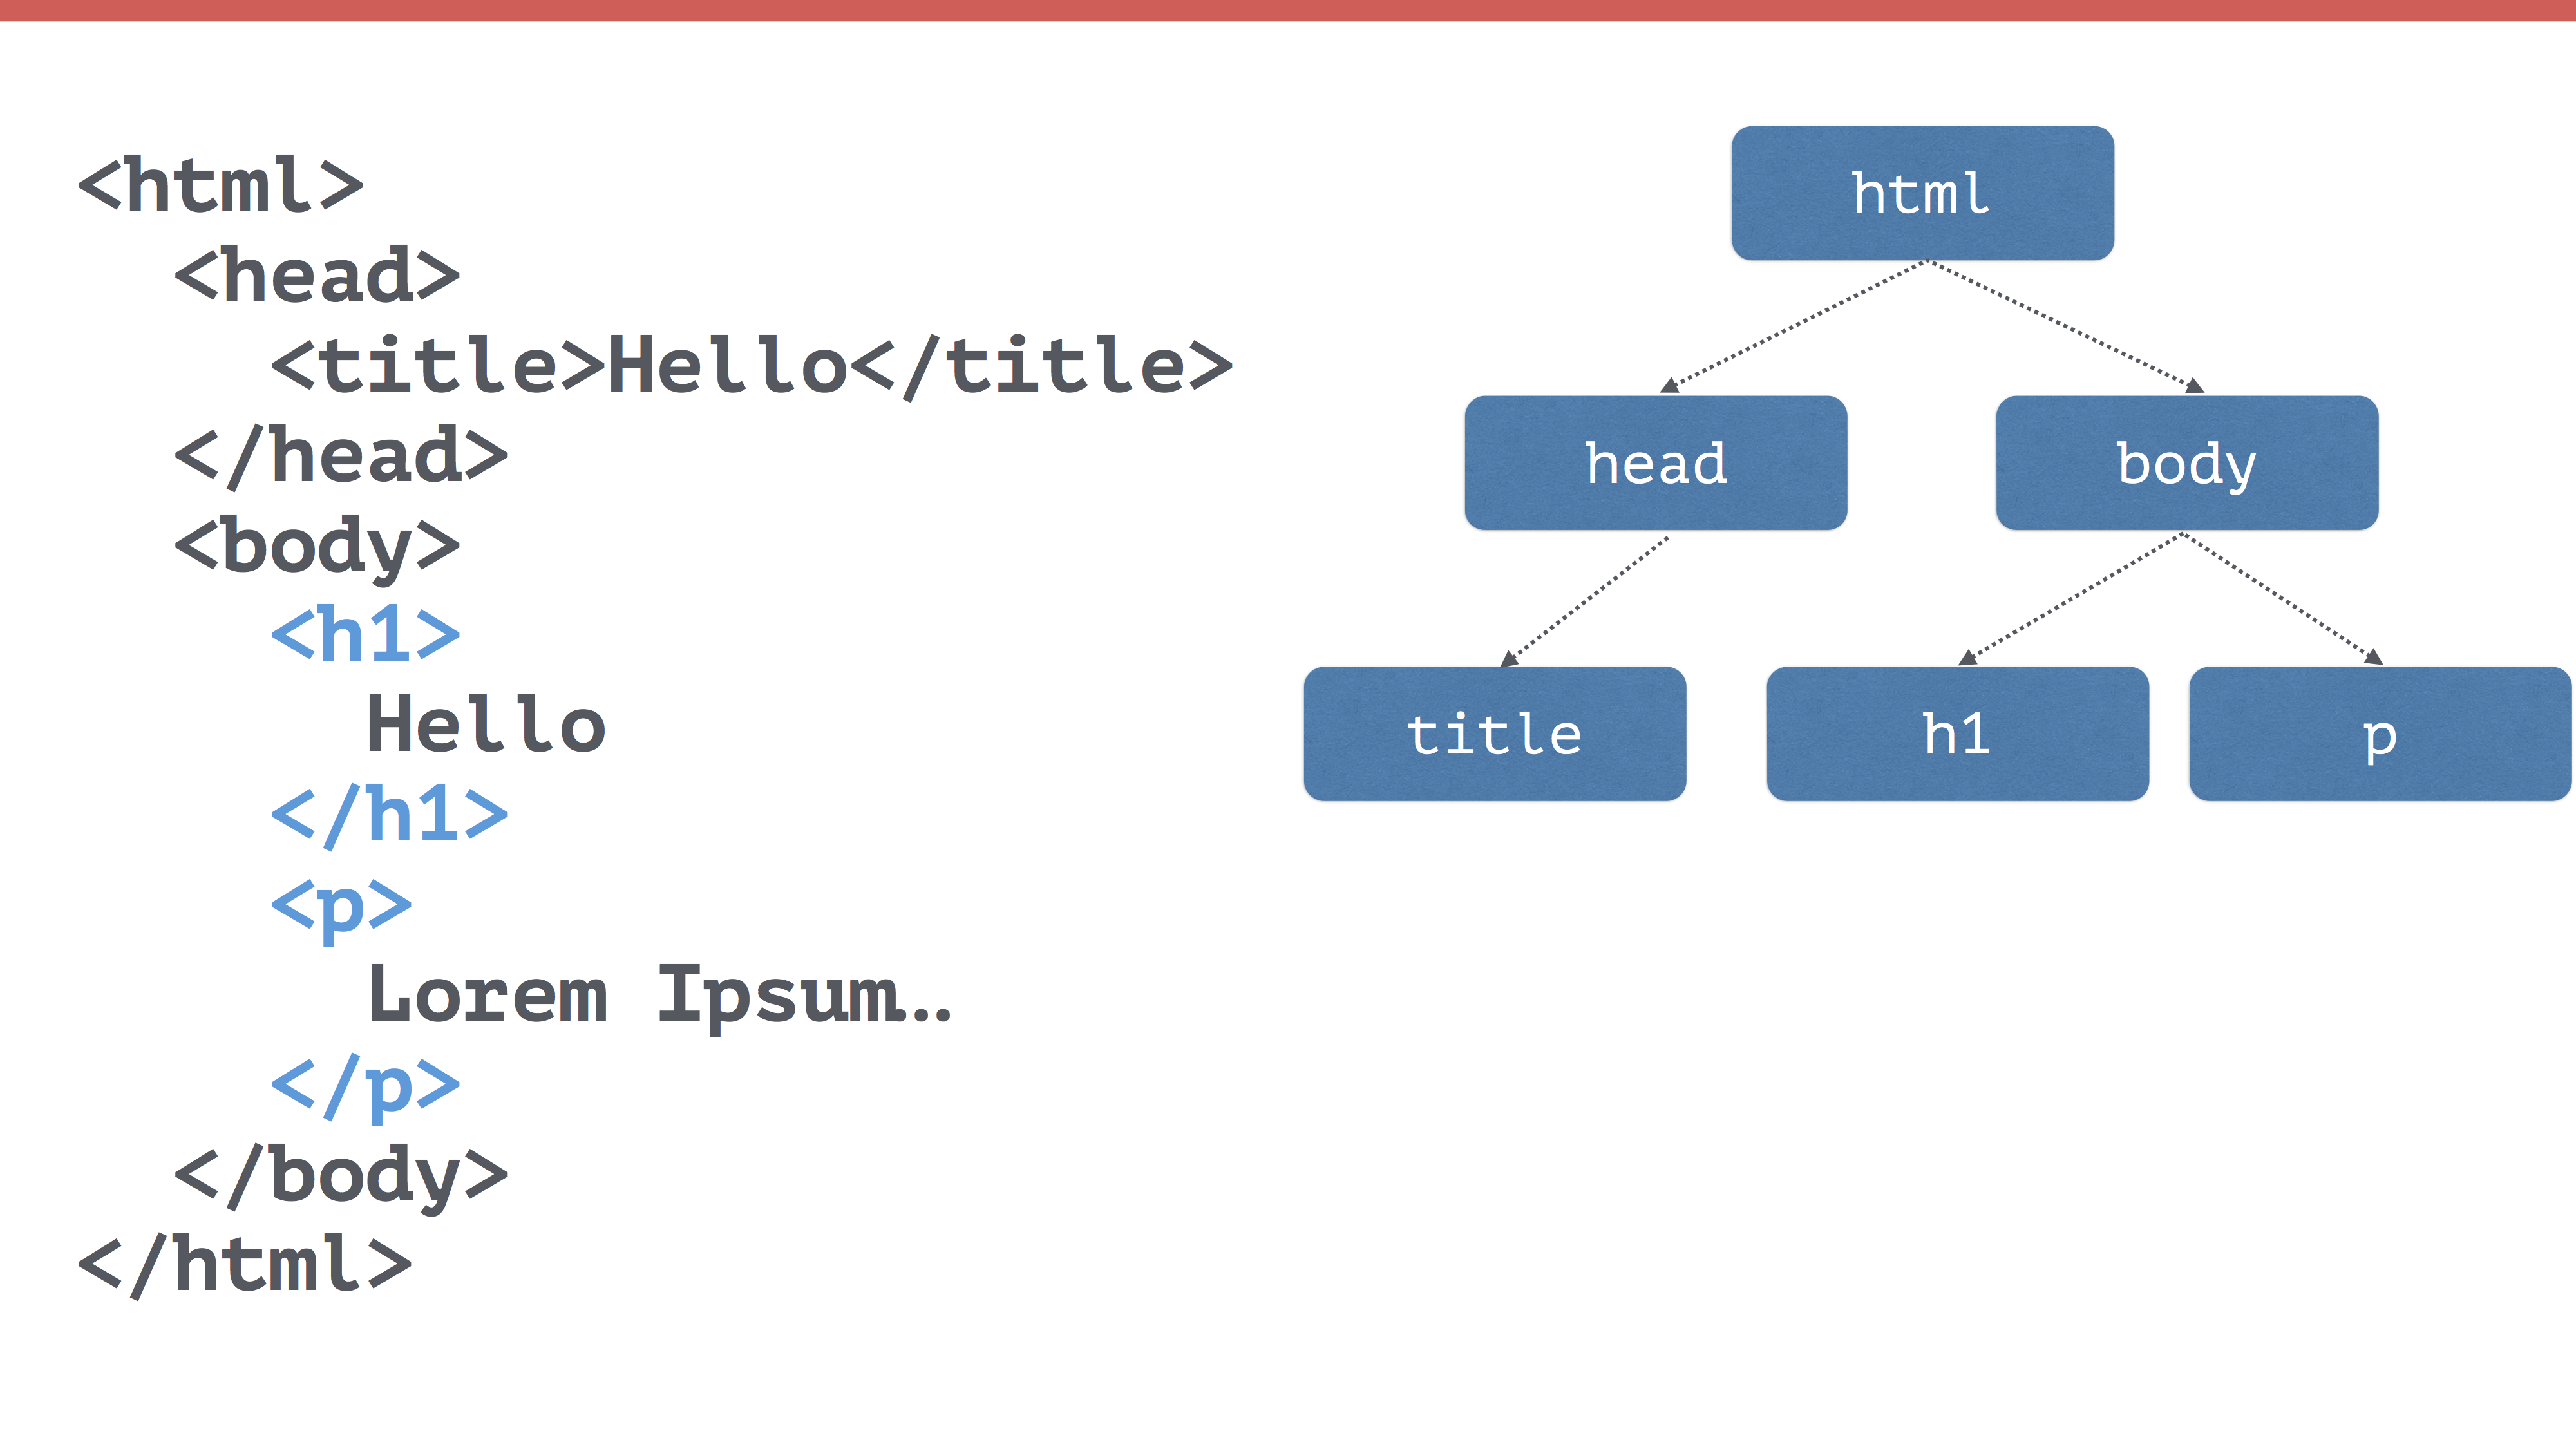 <html>
<head>
<title>Hello</title>
</head>
<body>
<h1>
Hello
</h1>
<p>
Lorem Ipsum…
</p>
</body>
</html>
html
head
body
title
h1
p